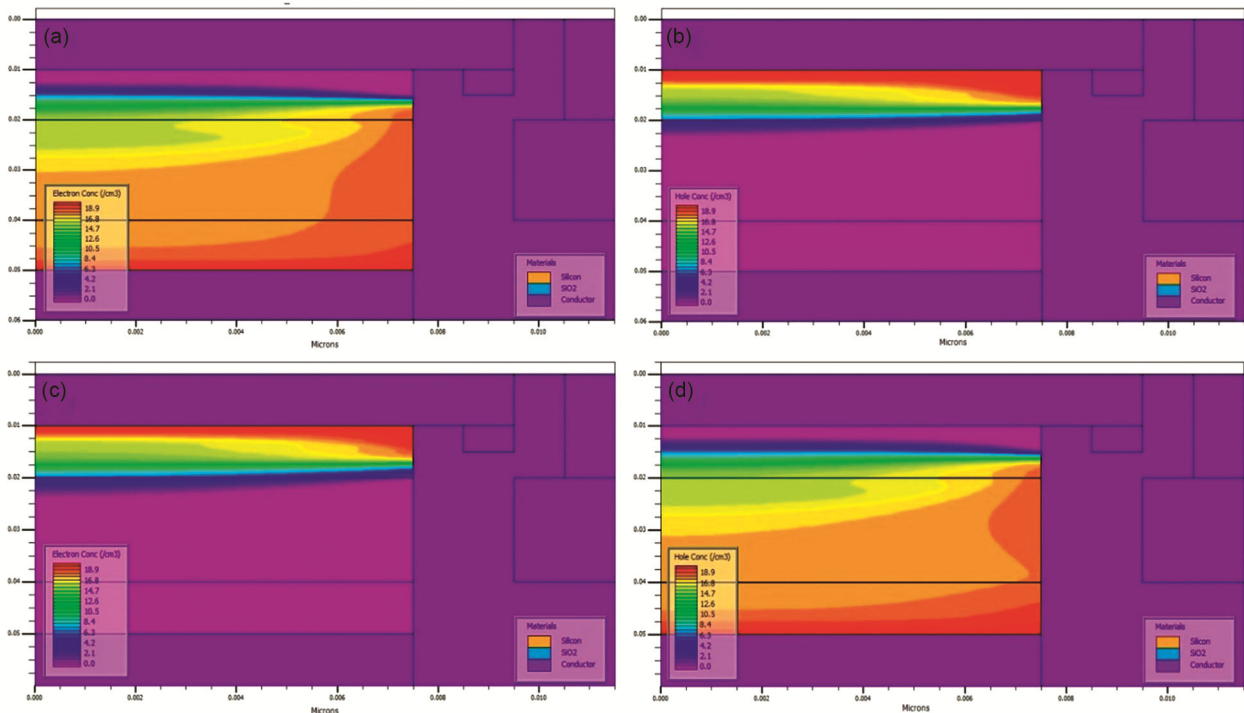 (a)
0.00
0.01
0.02
0.03
0.04
0.05
0.06
Electron Conc (/cm3)
18.9
16.8
14.7
12.6
10.5
8.4
6.3
4.2
2.1
0.0
Materials
Silicon
SiO2
Conductor
0.000 0.002 0.004 0.006 0.008 0.010
Microns
(b)
0.00
0.01
0.02
0.03
0.04
0.05
0.06
Hole Conc (/cm3)
18.9
16.8
14.7
12.6
10.5
8.4
6.3
4.2
2.1
0.0
Materials
Silicon
SiO2
Conductor
0.000 0.002 0.004 0.006 0.008 0.010
Microns
(c)
0.00
0.01
0.02
0.03
0.04
0.05
Electron Conc (/cm3)
18.9
16.8
14.7
12.6
10.5
8.4
6.3
4.2
2.1
0.0
Materials
Silicon
SiO2
Conductor
0.000 0.002 0.004 0.006 0.008 0.010
Microns
(d)
0.00
0.01
0.02
0.03
0.04
0.05
Hole Conc (/cm3)
18.9
16.8
14.7
12.6
10.5
8.4
6.3
4.2
2.1
0.0
Materials
Silicon
SiO2
Conductor
0.000 0.002 0.004 0.006 0.008 0.010
Microns